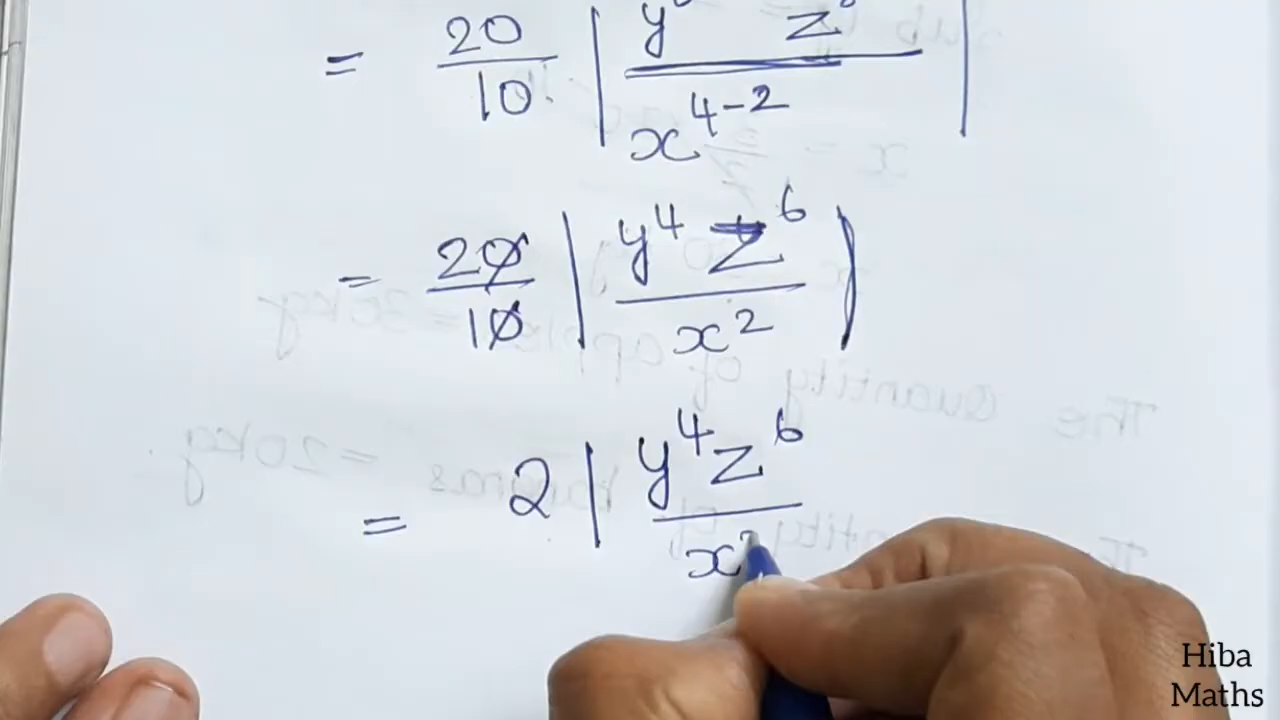 = 20/10 | y z / x^{4-2} |
= 20/10 | y^4 z^6 / x^2 |
= 2 | y^4 z^6 / x^2
Hiba
Maths